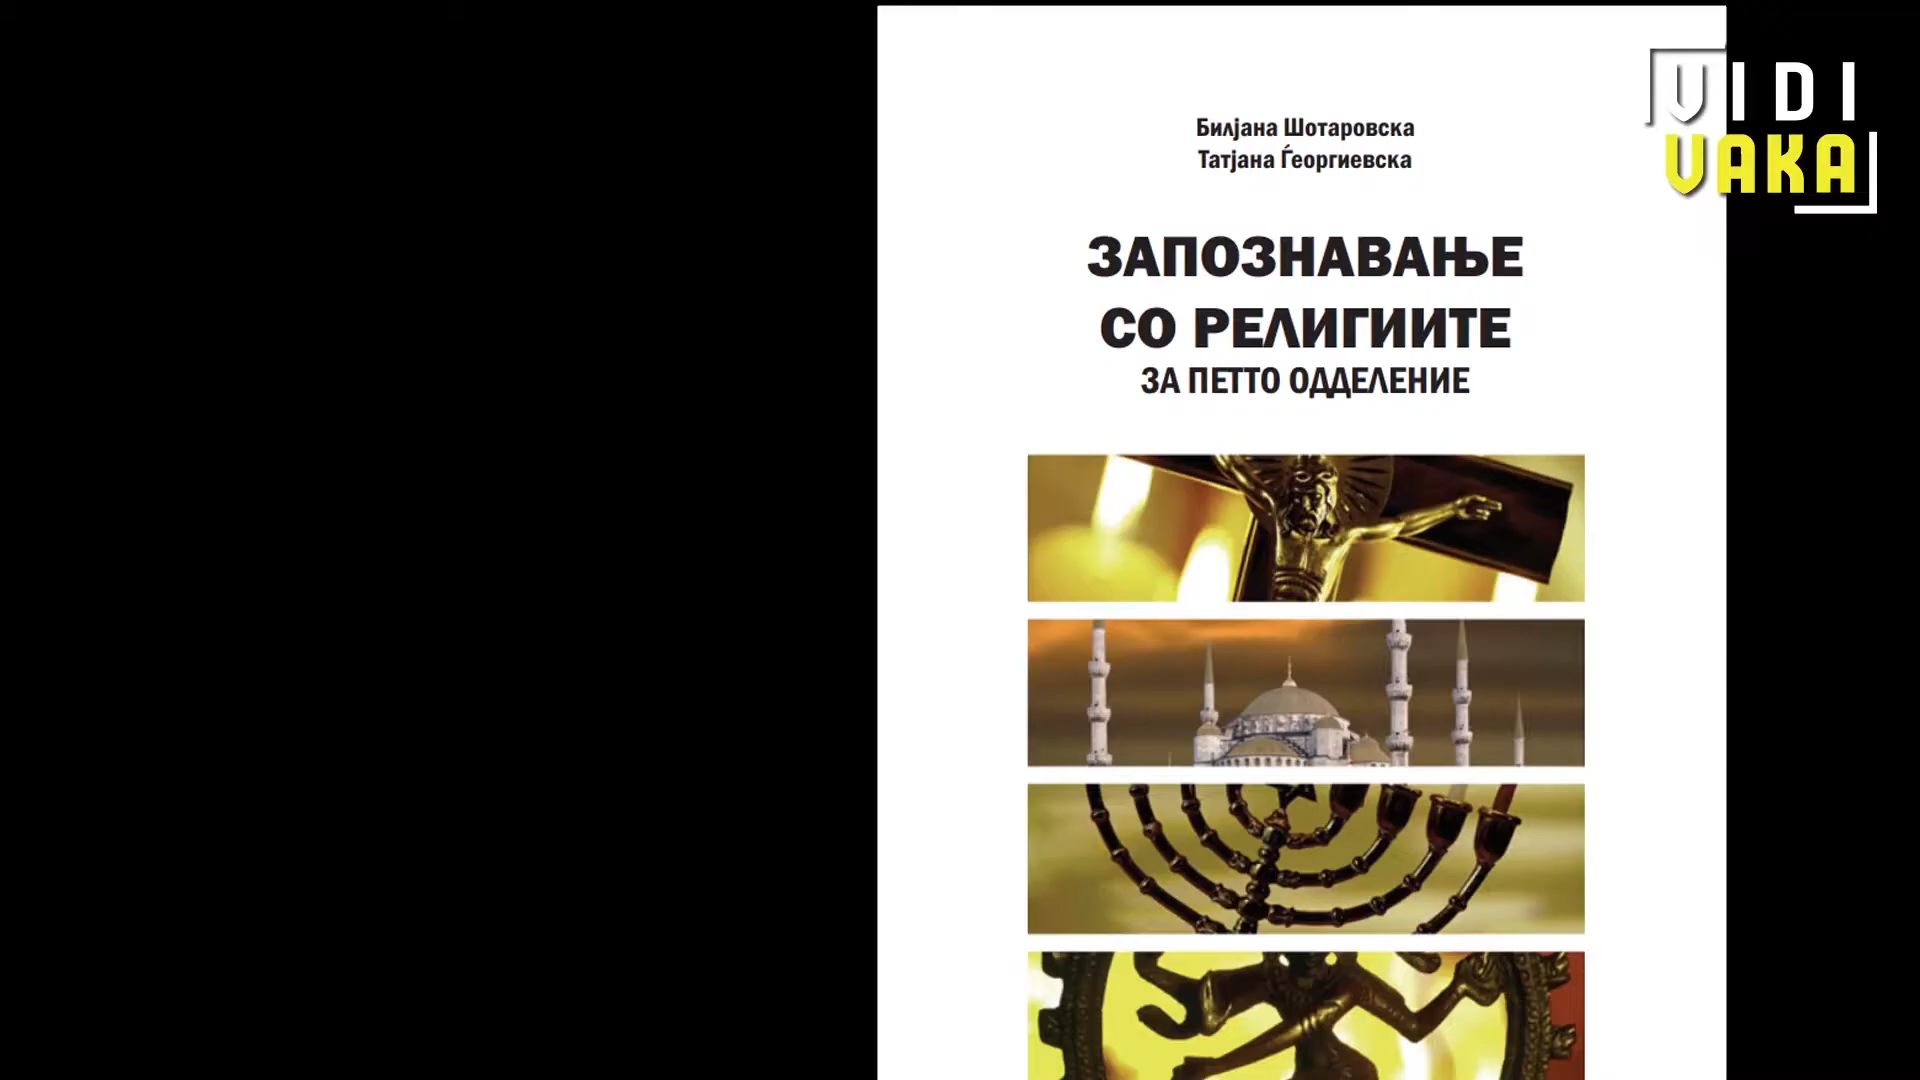 Билјана Шотаровска
Татјана Ѓеоргиевска
ЗАПОЗНАВАЊЕ
СО РЕЛИГИИТЕ
ЗА ПЕТТО ОДДЕЛЕНИЕ
VIDI
VAKA